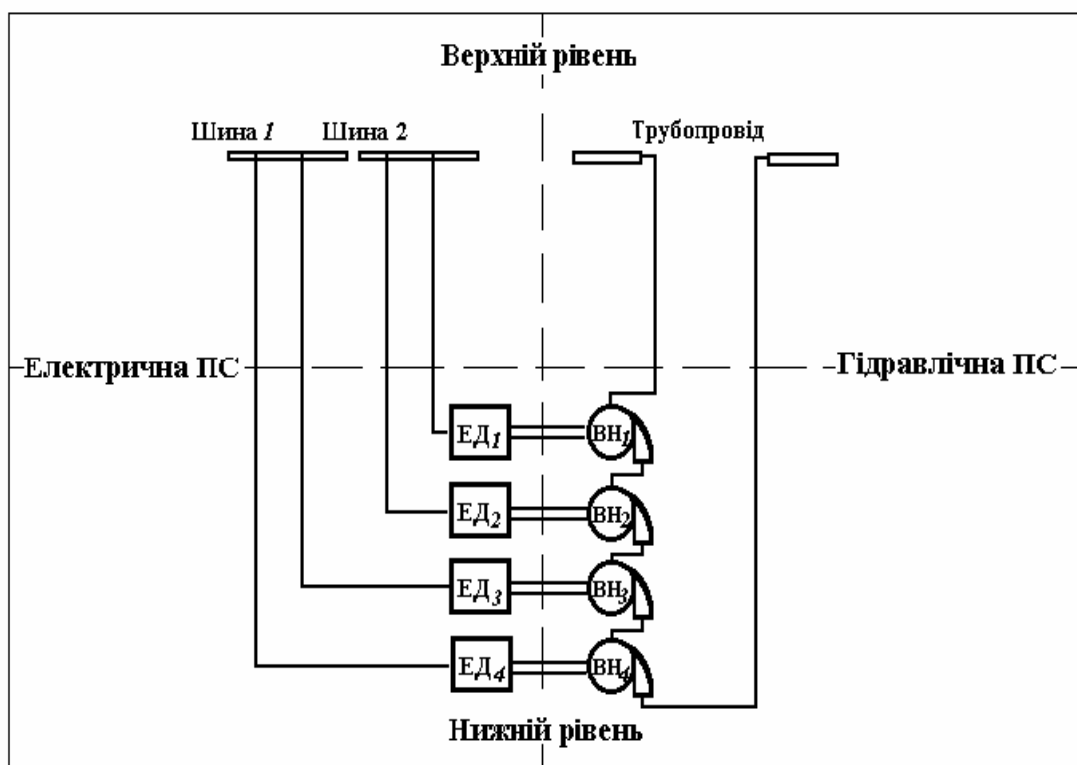 Верхній рівень
Шина 1
Шина 2
Трубопровід
Електрична ПС
Гідравлічна ПС
ЕД1
ВН1
ЕД2
ВН2
ЕД3
ВН3
ЕД4
ВН4
Нижній рівень